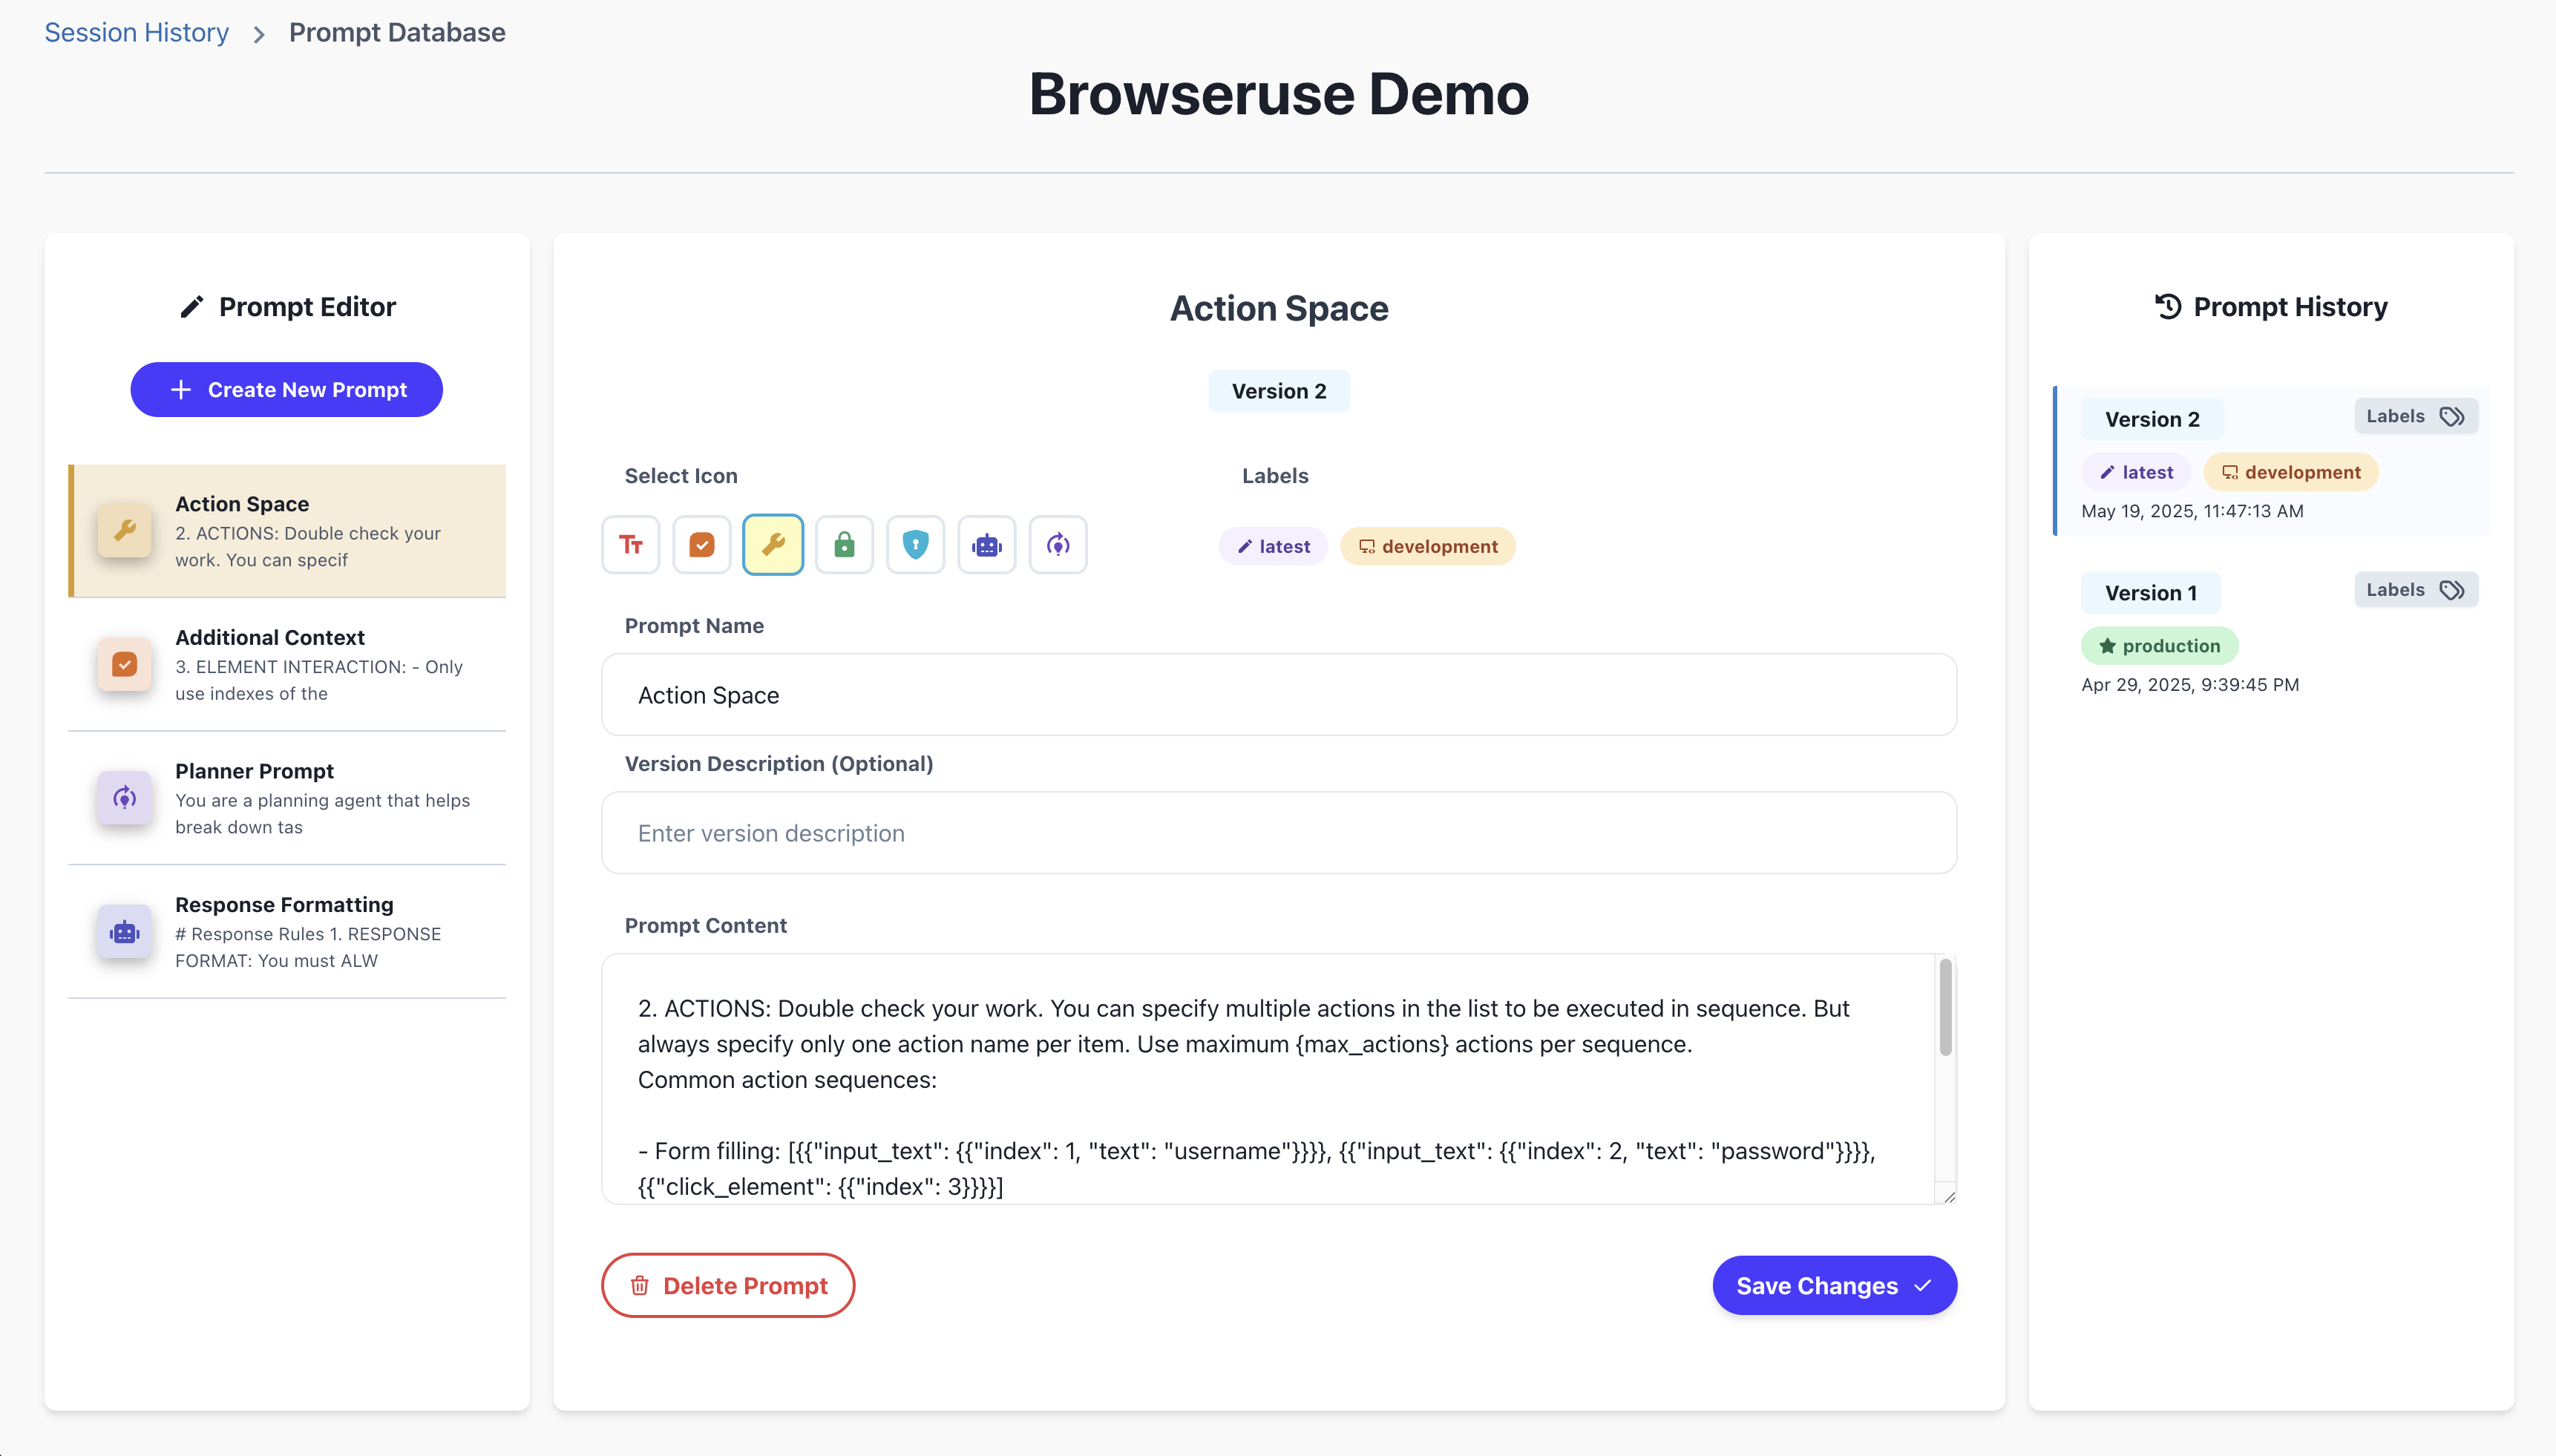 Session History > Prompt Database
Browseruse Demo
Prompt Editor
Create New Prompt
Action Space
2. ACTIONS: Double check your
work. You can specif
Additional Context
3. ELEMENT INTERACTION: - Only
use indexes of the
Planner Prompt
You are a planning agent that helps
break down tas
Response Formatting
# Response Rules 1. RESPONSE
FORMAT: You must ALW
Action Space
Version 2
Select Icon
Labels
latest
development
Prompt Name
Action Space
Version Description (Optional)
Enter version description
Prompt Content
2. ACTIONS: Double check your work. You can specify multiple actions in the list to be executed in sequence. But
always specify only one action name per item. Use maximum {max_actions} actions per sequence.
Common action sequences:
- Form filling: [{{"input_text": {{"index": 1, "text": "username"}}}}, {{"input_text": {{"index": 2, "text": "password"}}}},
{{"click_element": {{"index": 3}}}}]
Delete Prompt
Save Changes
Prompt History
Version 2
Labels
latest
development
May 19, 2025, 11:47:13 AM
Version 1
Labels
production
Apr 29, 2025, 9:39:45 PM